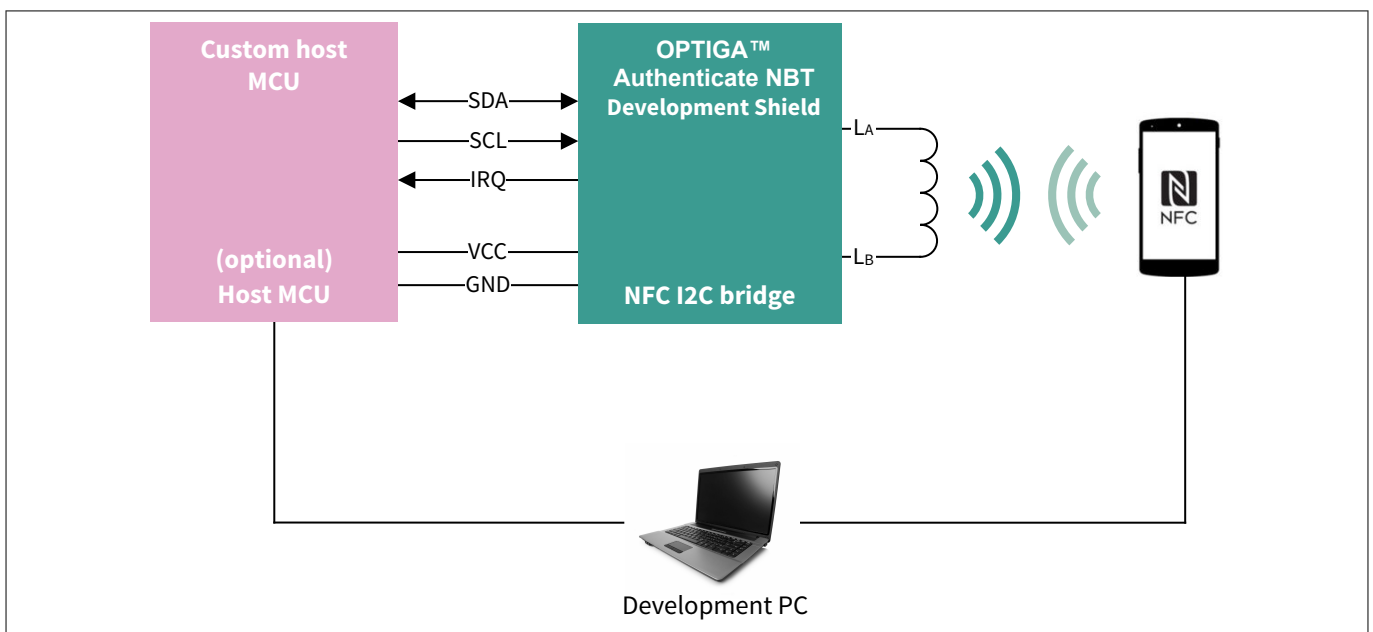 Custom host
MCU
(optional)
Host MCU
SDA
SCL
IRQ
VCC
GND
OPTIGA™
Authenticate NBT
Development Shield
NFC I2C bridge
LA
LB
NFC
Development PC